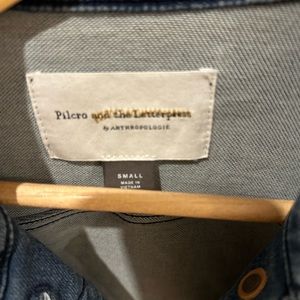 Pilcro and the Letterpress
by ANTHROPOLOGIE
SMALL
MADE IN
VIETNAM